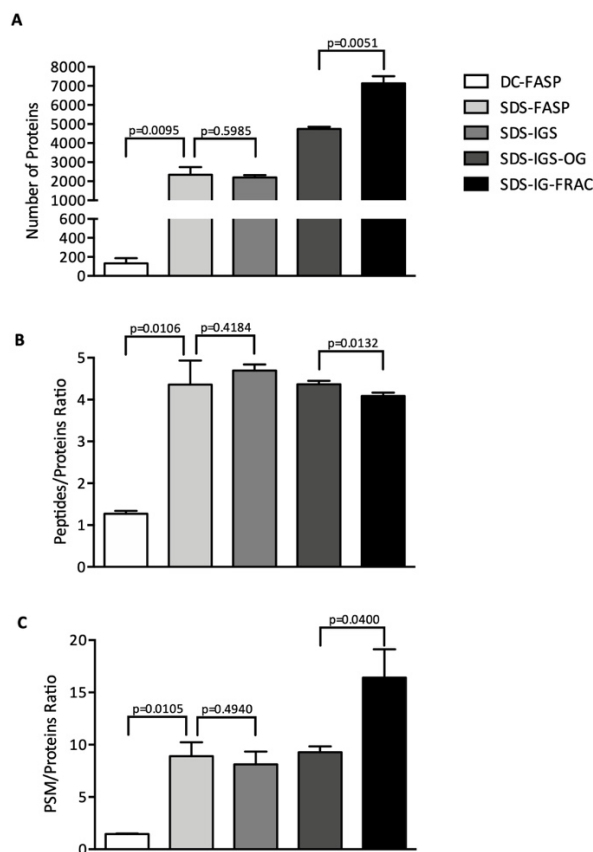 A
p=0.0051
p=0.0095
p=0.5985
Number of Proteins
8000
7000
6000
5000
4000
3000
2000
1000
600
400
200
0
DC-FASP
SDS-FASP
SDS-IGS
SDS-IGS-OG
SDS-IG-FRAC
B
p=0.0106
p=0.4184
p=0.0132
Peptides/Proteins Ratio
5
4
3
2
1
0
C
p=0.0400
p=0.0105
p=0.4940
PSM/Proteins Ratio
20
15
10
5
0